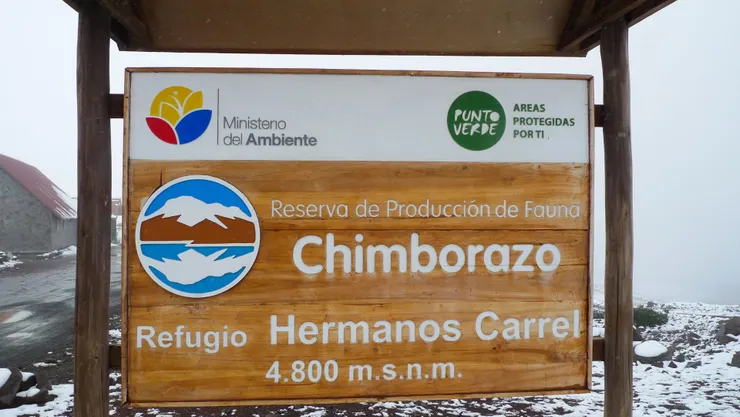 Ministerio
del Ambiente
PUNTO
VERDE
AREAS
PROTEGIDAS
POR TI
Reserva de Producción de Fauna
Chimborazo
Refugio Hermanos Carrel
4.800 m.s.n.m.